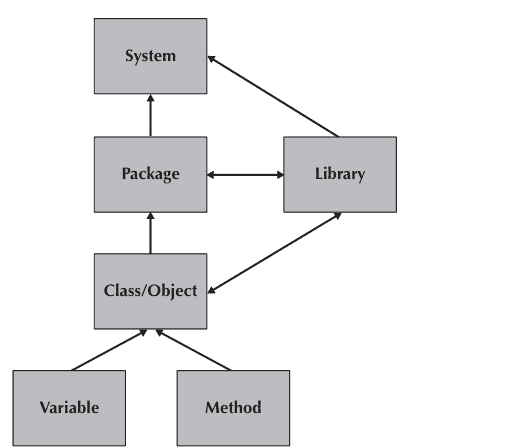 System
Package
Library
Class/Object
Variable
Method